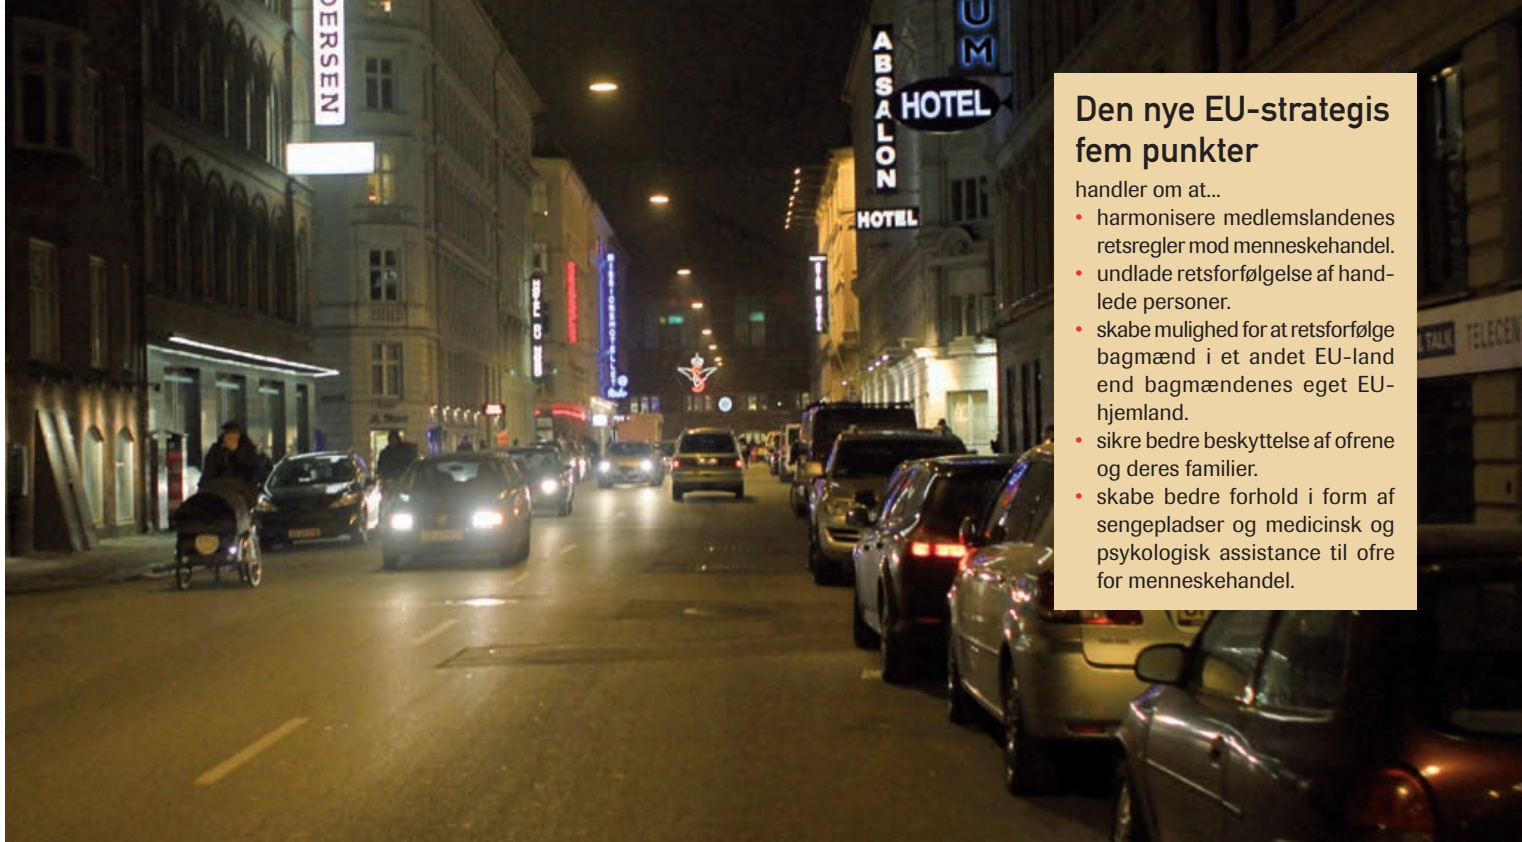 DERSEN
UM
ABSALON
HOTEL
HOTEL
MISSIONSHOTELLET
TALK
TELECEN
Den nye EU-strategis
fem punkter
handler om at...
• harmonisere medlemslandenes
retsregler mod menneskehandel.
• undlade retsforfølgelse af hand-
lede personer.
• skabe mulighed for at retsforfølge
bagmænd i et andet EU-land
end bagmændenes eget EU-
hjemland.
• sikre bedre beskyttelse af ofrene
og deres familier.
• skabe bedre forhold i form af
sengepladser og medicinsk og
psykologisk assistance til ofre
for menneskehandel.